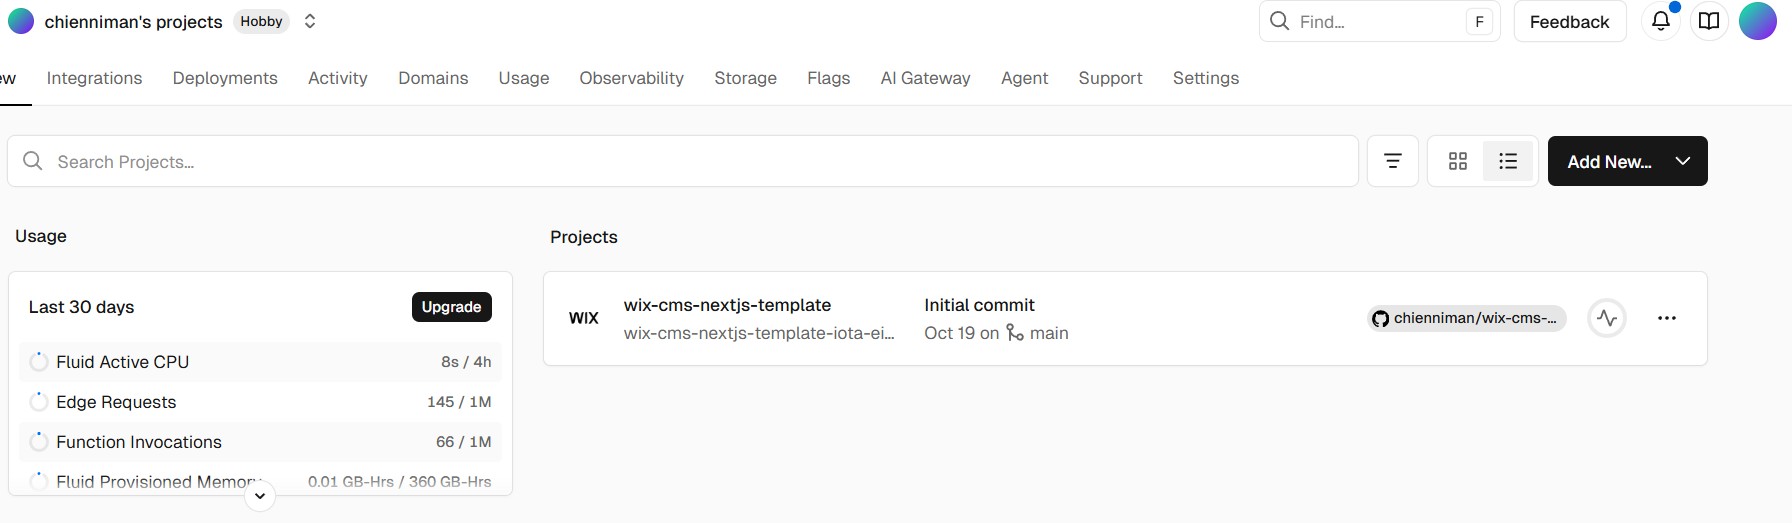 chienniman's projects Hobby
Find... F
Feedback
ew Integrations Deployments Activity Domains Usage Observability Storage Flags AI Gateway Agent Support Settings
Search Projects...
Add New...
Usage
Last 30 days Upgrade
Fluid Active CPU 8s / 4h
Edge Requests 145 / 1M
Function Invocations 66 / 1M
Fluid Provisioned Memory 0.01 GB-Hrs / 360 GB-Hrs
Projects
WIX
wix-cms-nextjs-template
wix-cms-nextjs-template-iota-ei...
Initial commit
Oct 19 on main
chienniman/wix-cms-...